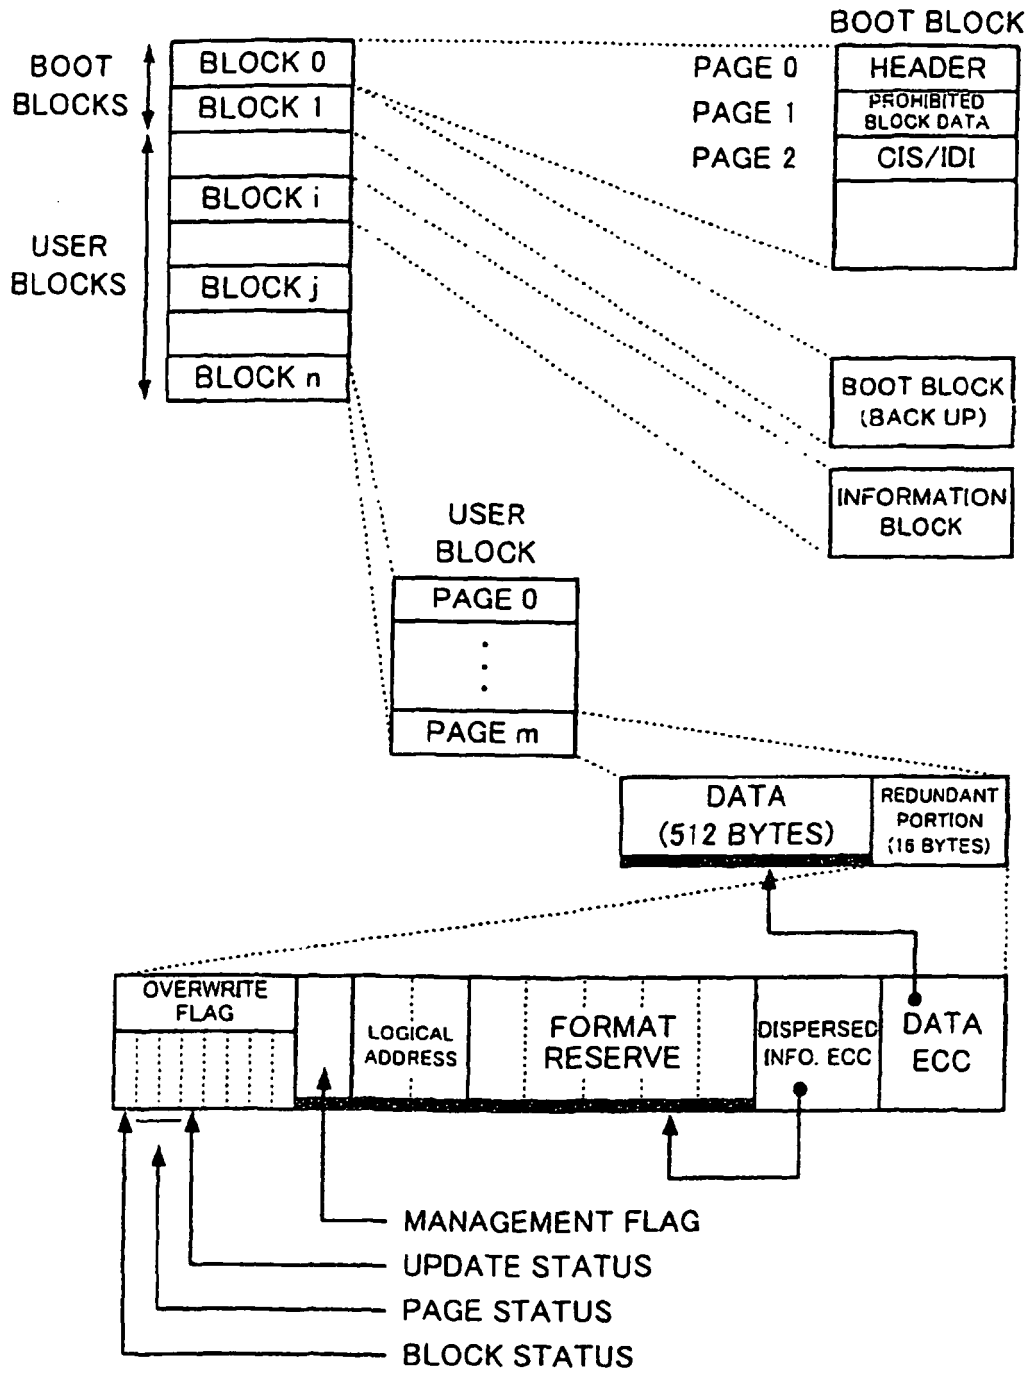 BOOT BLOCK
BOOT
BLOCKS
BLOCK 0
BLOCK 1
BLOCK i
USER
BLOCKS
BLOCK j
BLOCK n
PAGE 0
HEADER
PAGE 1
PROHIBITED
BLOCK DATA
PAGE 2
CIS/IDI
BOOT BLOCK
(BACK UP)
INFORMATION
BLOCK
USER
BLOCK
PAGE 0
PAGE m
DATA
(512 BYTES)
REDUNDANT
PORTION
(16 BYTES)
OVERWRITE
FLAG
LOGICAL
ADDRESS
FORMAT
RESERVE
DISPERSED
INFO. ECC
DATA
ECC
MANAGEMENT FLAG
UPDATE STATUS
PAGE STATUS
BLOCK STATUS